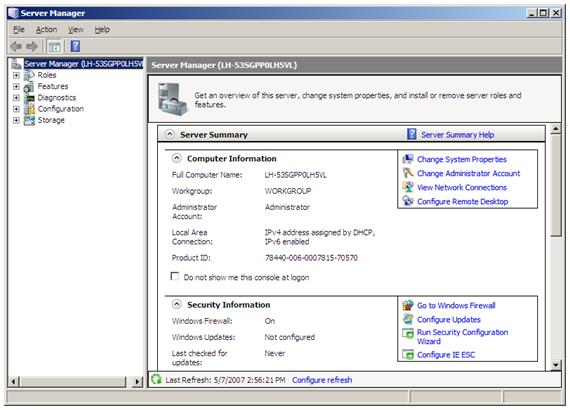 Server Manager
File Action View Help
Server Manager (LH-53SGPP0LH5V
Roles
Features
Diagnostics
Configuration
Storage
Server Manager (LH-53SGPP0LH5VL)
Get an overview of this server, change system properties, and install or remove server roles and
features.
Server Summary
Server Summary Help
Computer Information
Full Computer Name: LH-53SGPP0LH5VL
Workgroup: WORKGROUP
Administrator
Account: Administrator
Local Area
Connection: IPv4 address assigned by DHCP,
IPv6 enabled
Product ID: 78440-006-0007815-70570
Do not show me this console at logon
Change System Properties
Change Administrator Account
View Network Connections
Configure Remote Desktop
Security Information
Windows Firewall: On
Windows Updates: Not configured
Last checked for
updates: Never
Go to Windows Firewall
Configure Updates
Run Security Configuration
Wizard
Configure IE ESC
Last Refresh: 5/7/2007 2:56:21 PM Configure refresh